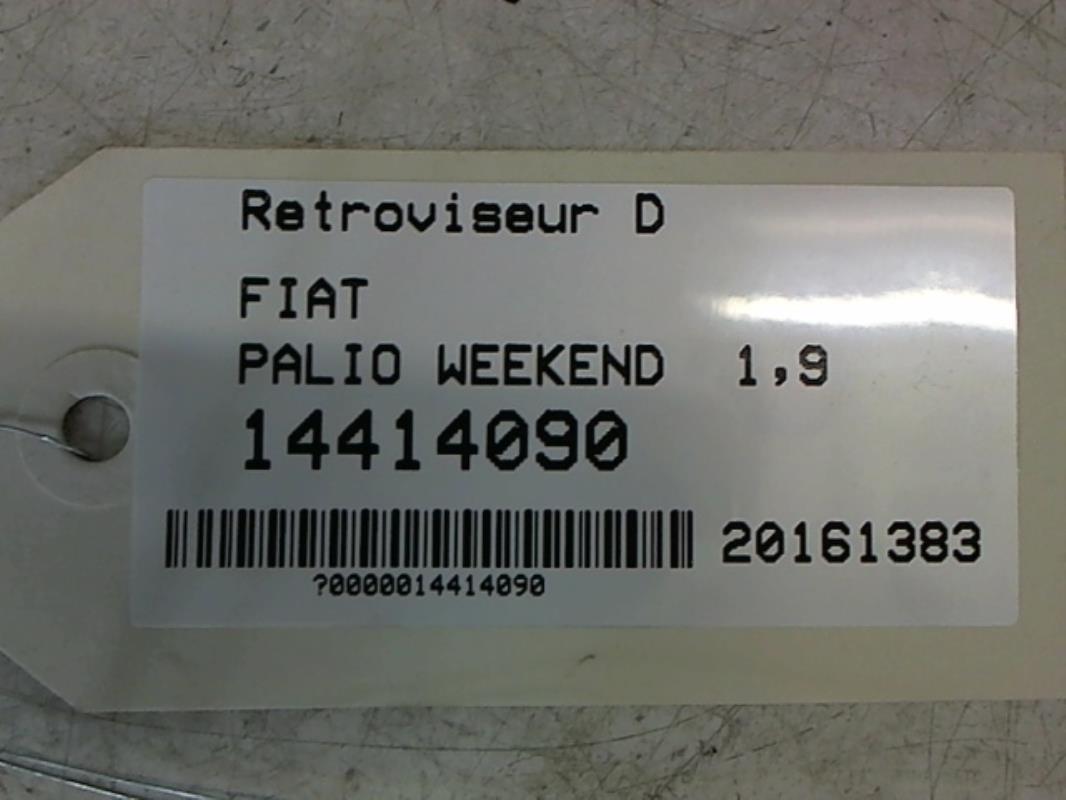 Retroviseur D
FIAT
PALIO WEEKEND 1,9
14414090
20161383
?0000014414090